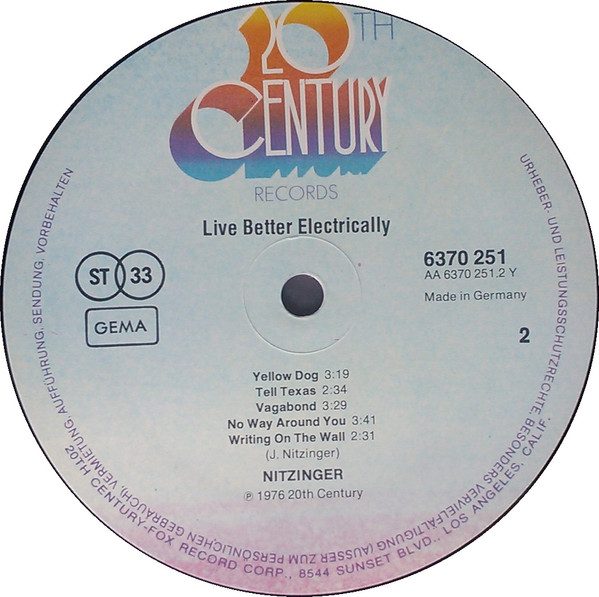 20TH
CENTURY
RECORDS
Live Better Electrically
ST 33
GEMA
6370 251
AA 6370 251.2 Y
Made in Germany
2
Yellow Dog 3:19
Tell Texas 2:34
Vagabond 3:29
No Way Around You 3:41
Writing On The Wall 2:31
(J. Nitzinger)
NITZINGER
℗ 1976 20th Century
URHEBER- UND LEISTUNGSSCHUTZRECHTE, BESONDERS VERVIELFÄLTIGUNG (AUSSER ZUM PERSÖNLICHEN GEBRAUCH), VERMIETUNG, AUFFÜHRUNG, SENDUNG, VORBEHALTEN
20TH CENTURY-FOX RECORD CORP., 8544 SUNSET BLVD., LOS ANGELES, CALIF.